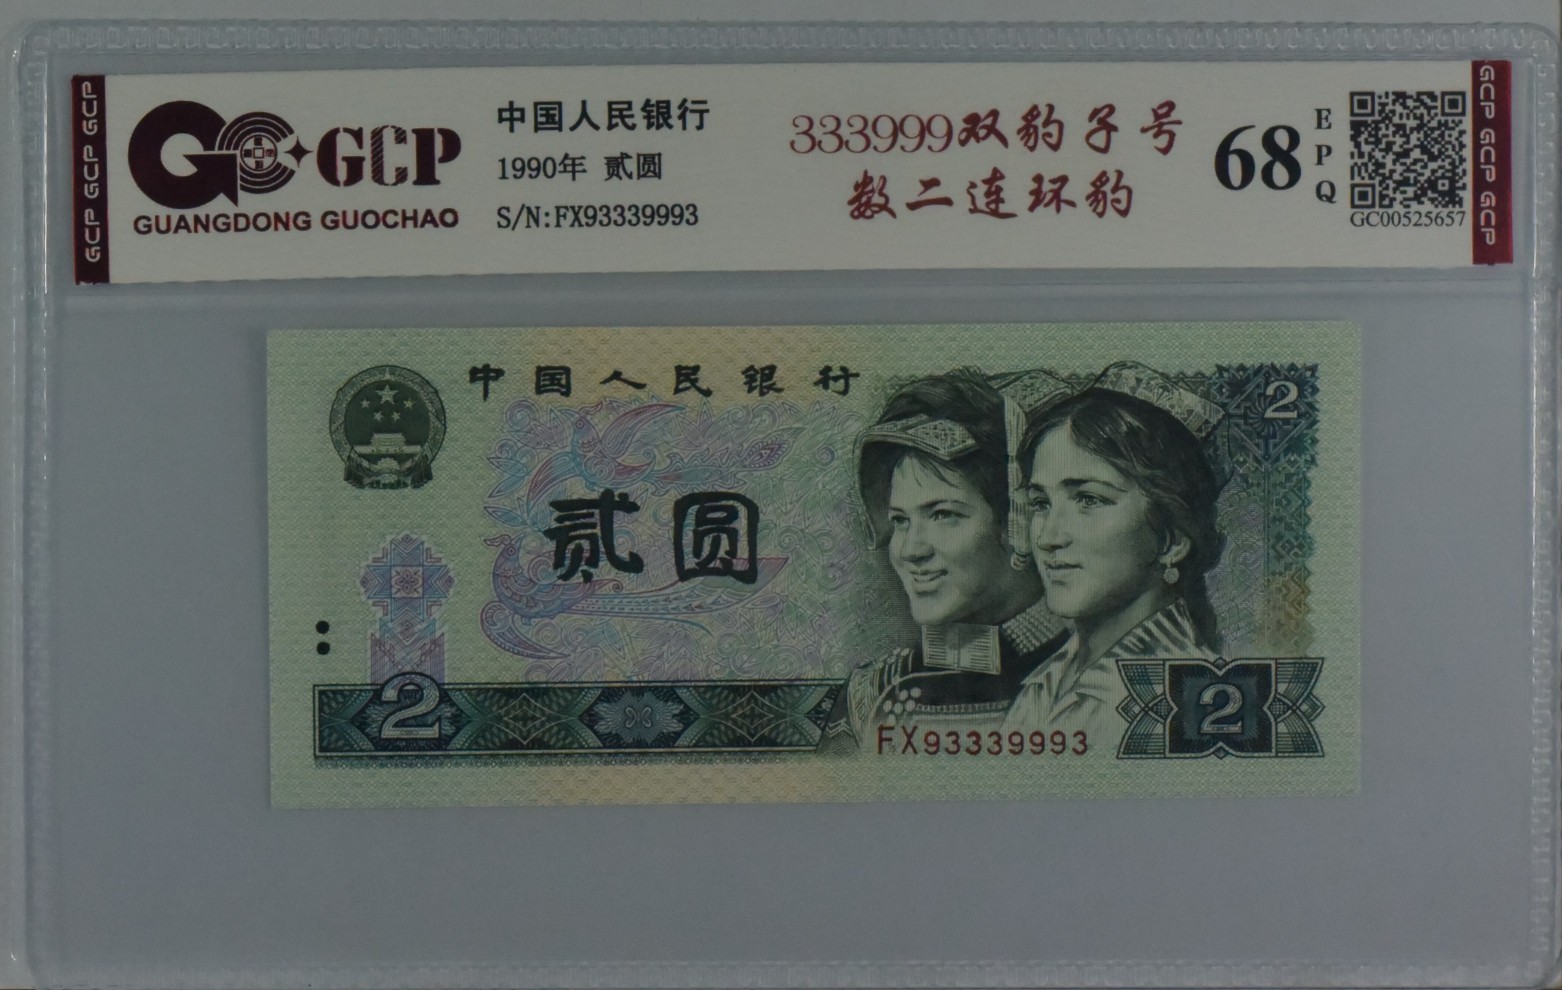 GCP GCP GCP
GCP
GUANGDONG GUOCHAO
中国人民银行
1990年 贰圆
S/N:FX93339993
333999双豹子号
数二连环豹
68
EPQ
GC00525657
GCP GCP GCP
中国人民银行
2
贰圆
2
FX93339993
2